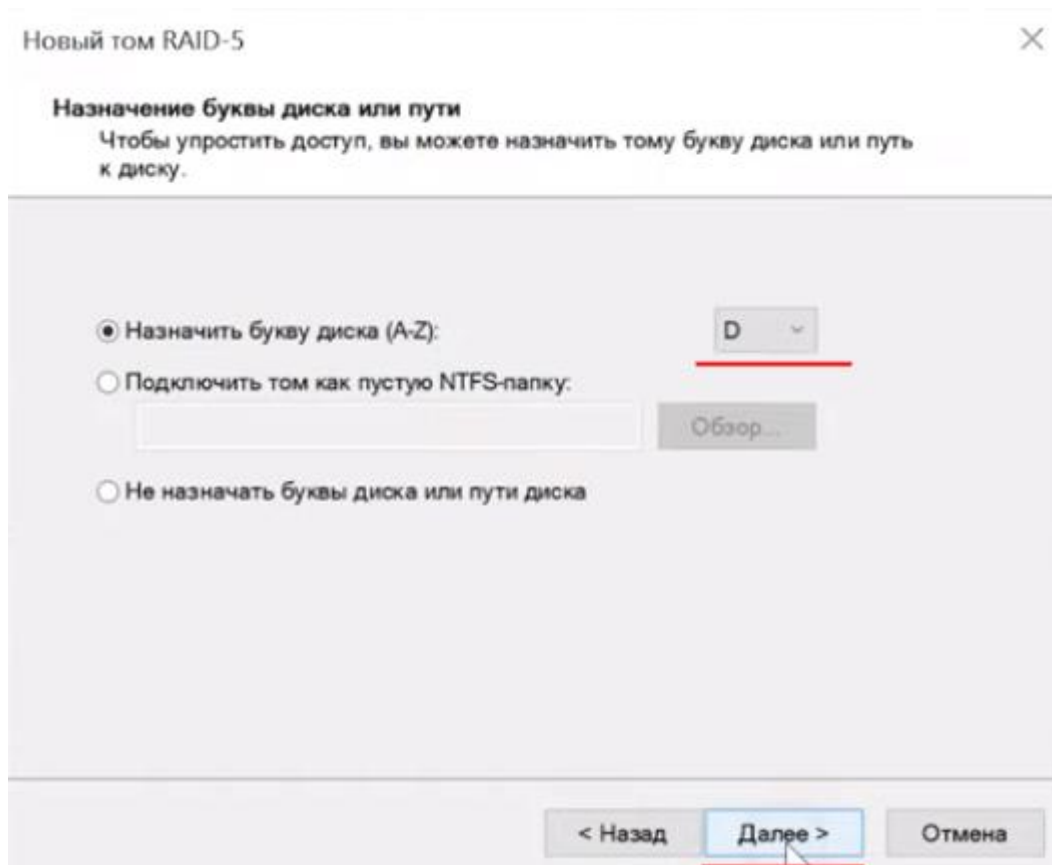 Новый том RAID-5
Назначение буквы диска или пути
Чтобы упростить доступ, вы можете назначить тому букву диска или путь
к диску.
Назначить букву диска (A-Z):
D
Подключить том как пустую NTFS-папку:
Обзор...
Не назначать буквы диска или пути диска
< Назад
Далее >
Отмена